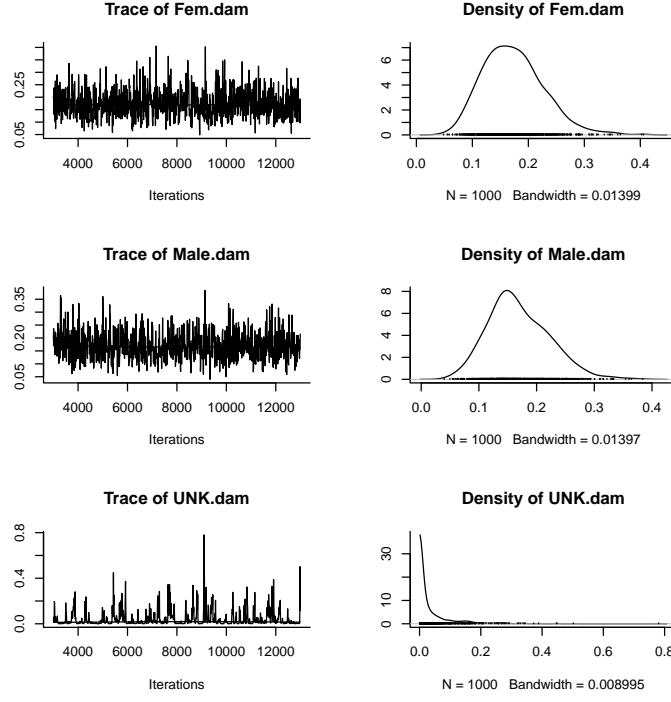 Trace of Fem.dam
0.05 0.25
4000 6000 8000 10000 12000
Iterations
Density of Fem.dam
0 2 4 6
0.0 0.1 0.2 0.3 0.4
N = 1000 Bandwidth = 0.01399
Trace of Male.dam
0.05 0.20 0.35
4000 6000 8000 10000 12000
Iterations
Density of Male.dam
0 2 4 6 8
0.0 0.1 0.2 0.3 0.4
N = 1000 Bandwidth = 0.01397
Trace of UNK.dam
0.0 0.4 0.8
4000 6000 8000 10000 12000
Iterations
Density of UNK.dam
0 10 30
0.0 0.2 0.4 0.6 0.8
N = 1000 Bandwidth = 0.008995